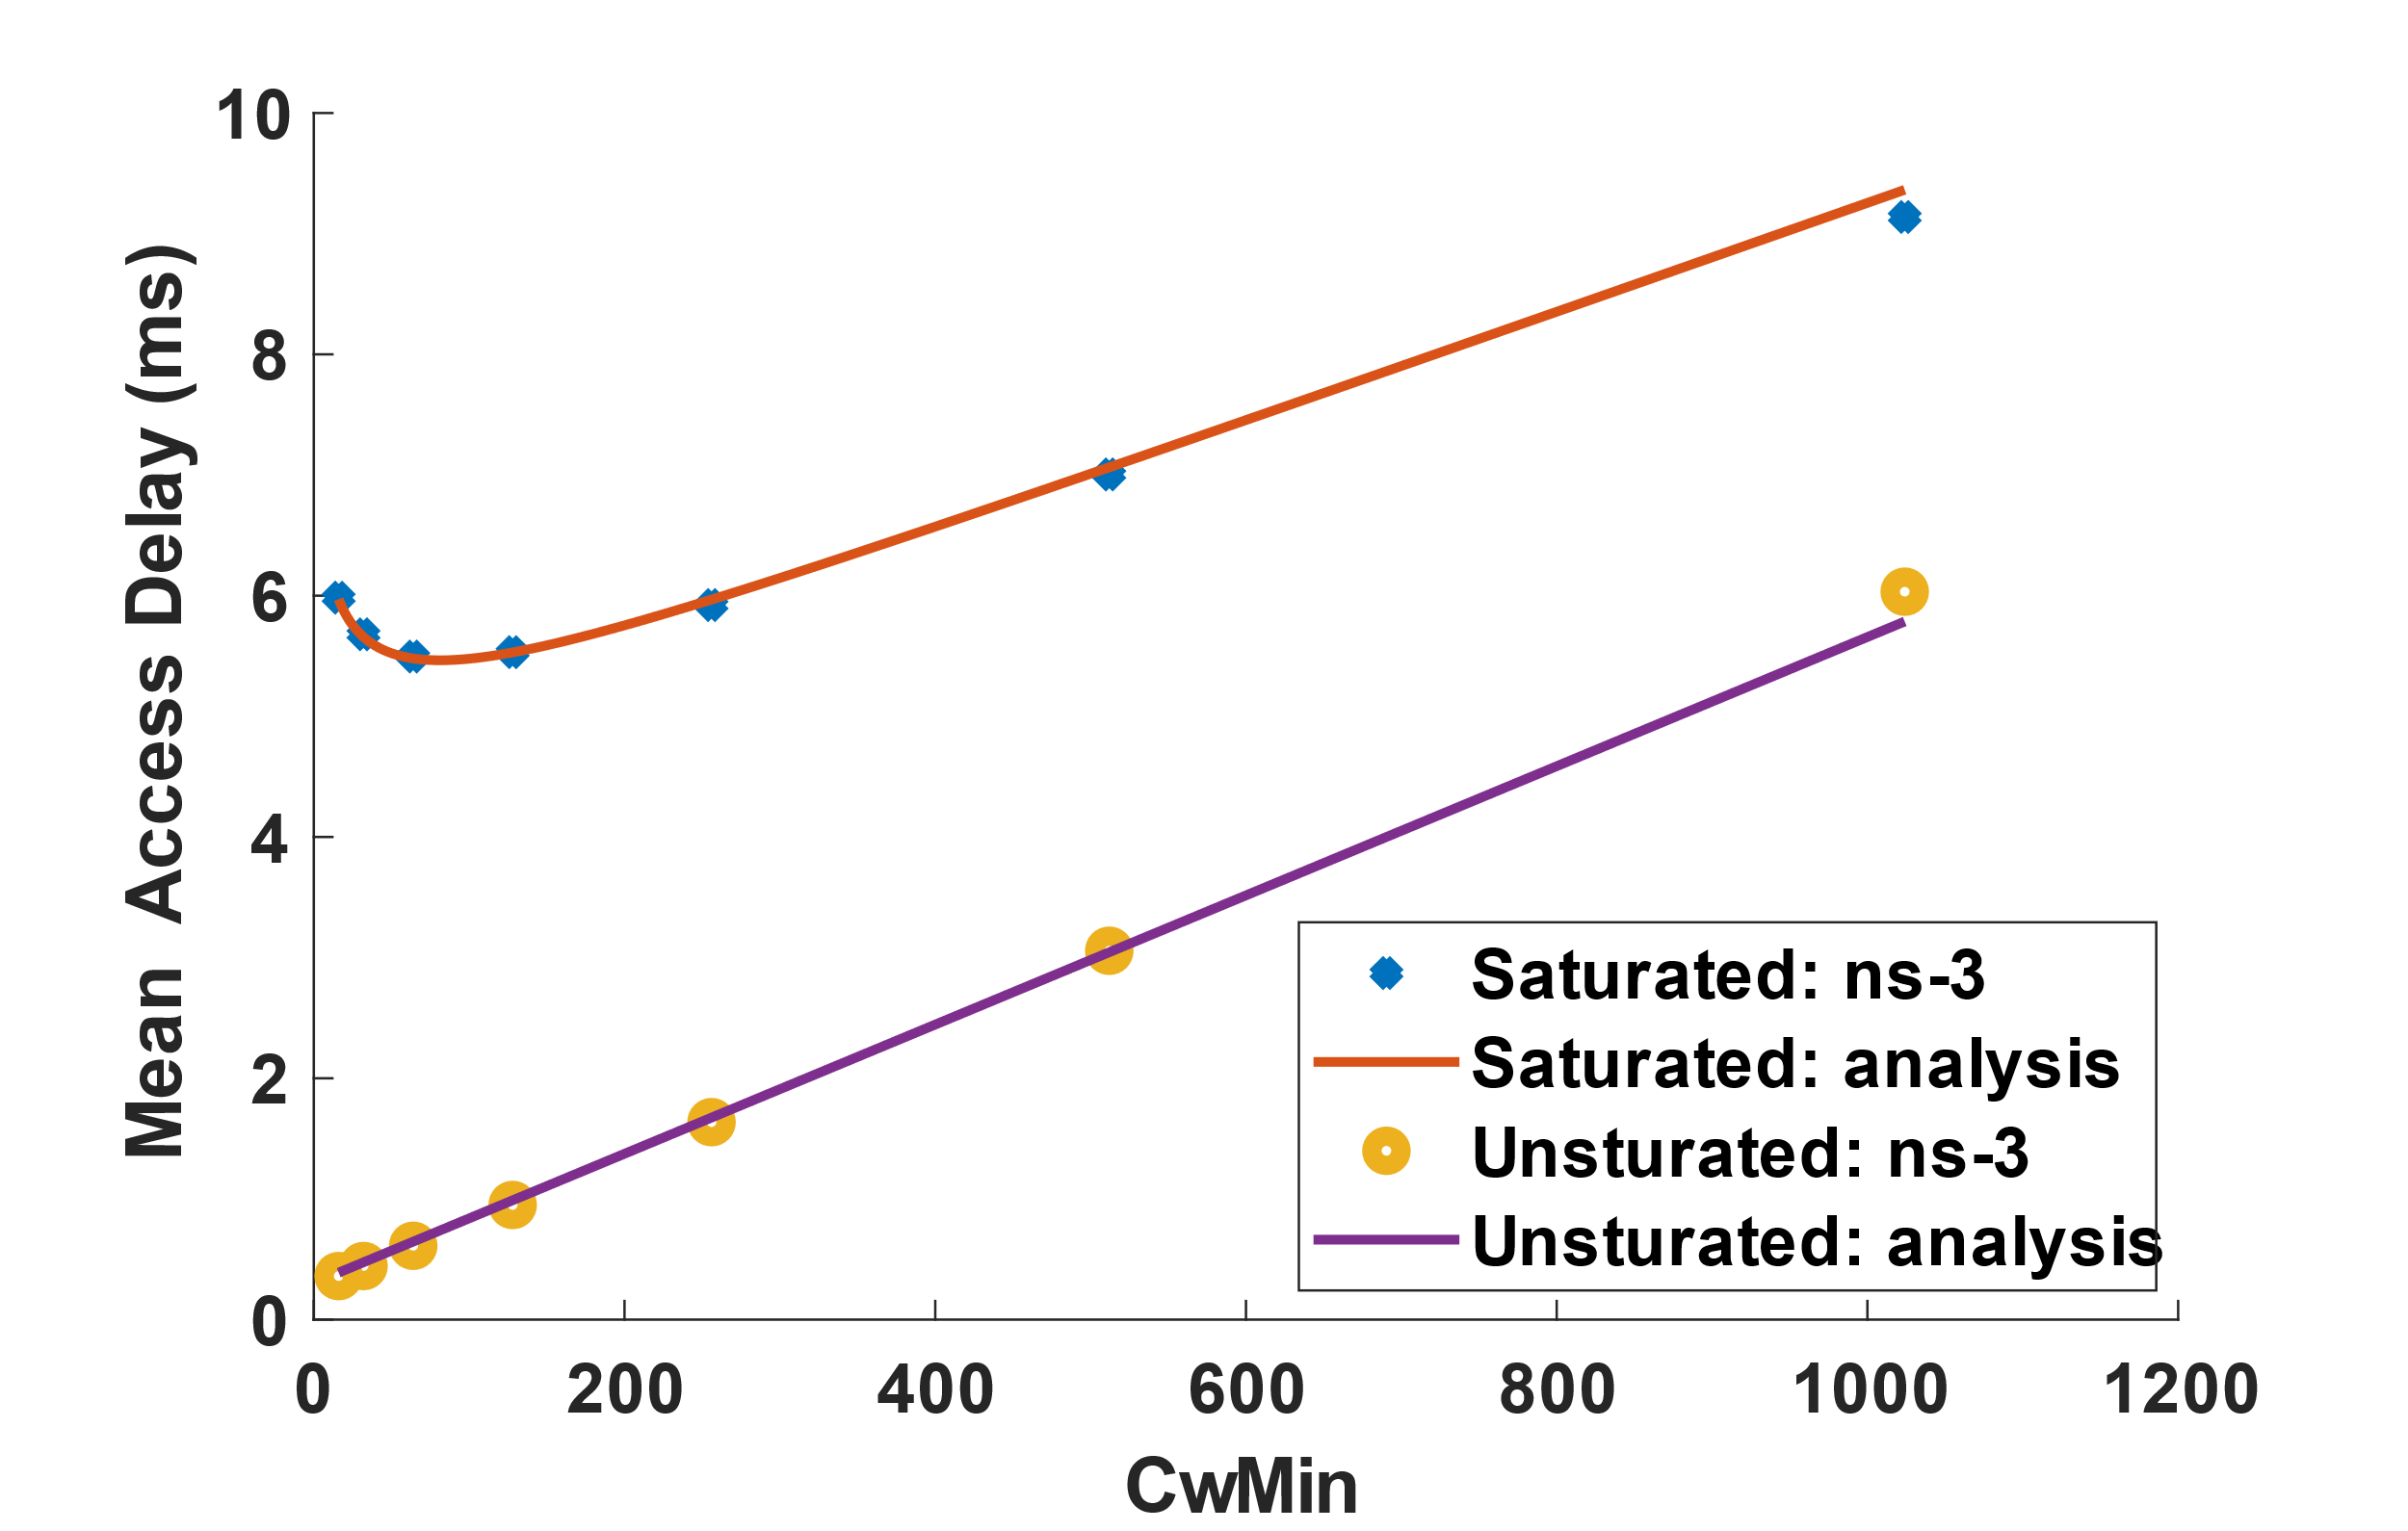 10
8
6
4
2
0
Mean Access Delay (ms)
0 200 400 600 800 1000 1200
CwMin
Saturated: ns-3
Saturated: analysis
Unsturated: ns-3
Unsturated: analysis